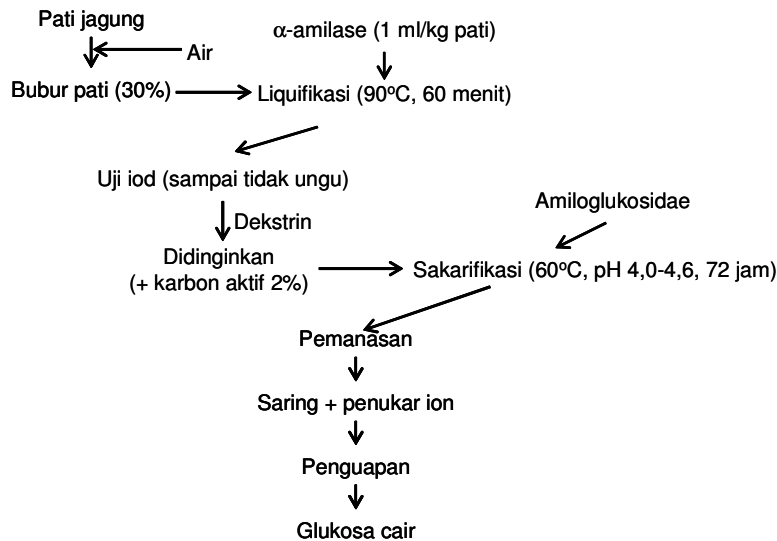 Pati jagung
Air
α-amilase (1 ml/kg pati)
Bubur pati (30%)
Liquifikasi (90ºC, 60 menit)
Uji iod (sampai tidak ungu)
Dekstrin
Amiloglukosidae
Didinginkan
(+ karbon aktif 2%)
Sakarifikasi (60ºC, pH 4,0-4,6, 72 jam)
Pemanasan
Saring + penukar ion
Penguapan
Glukosa cair